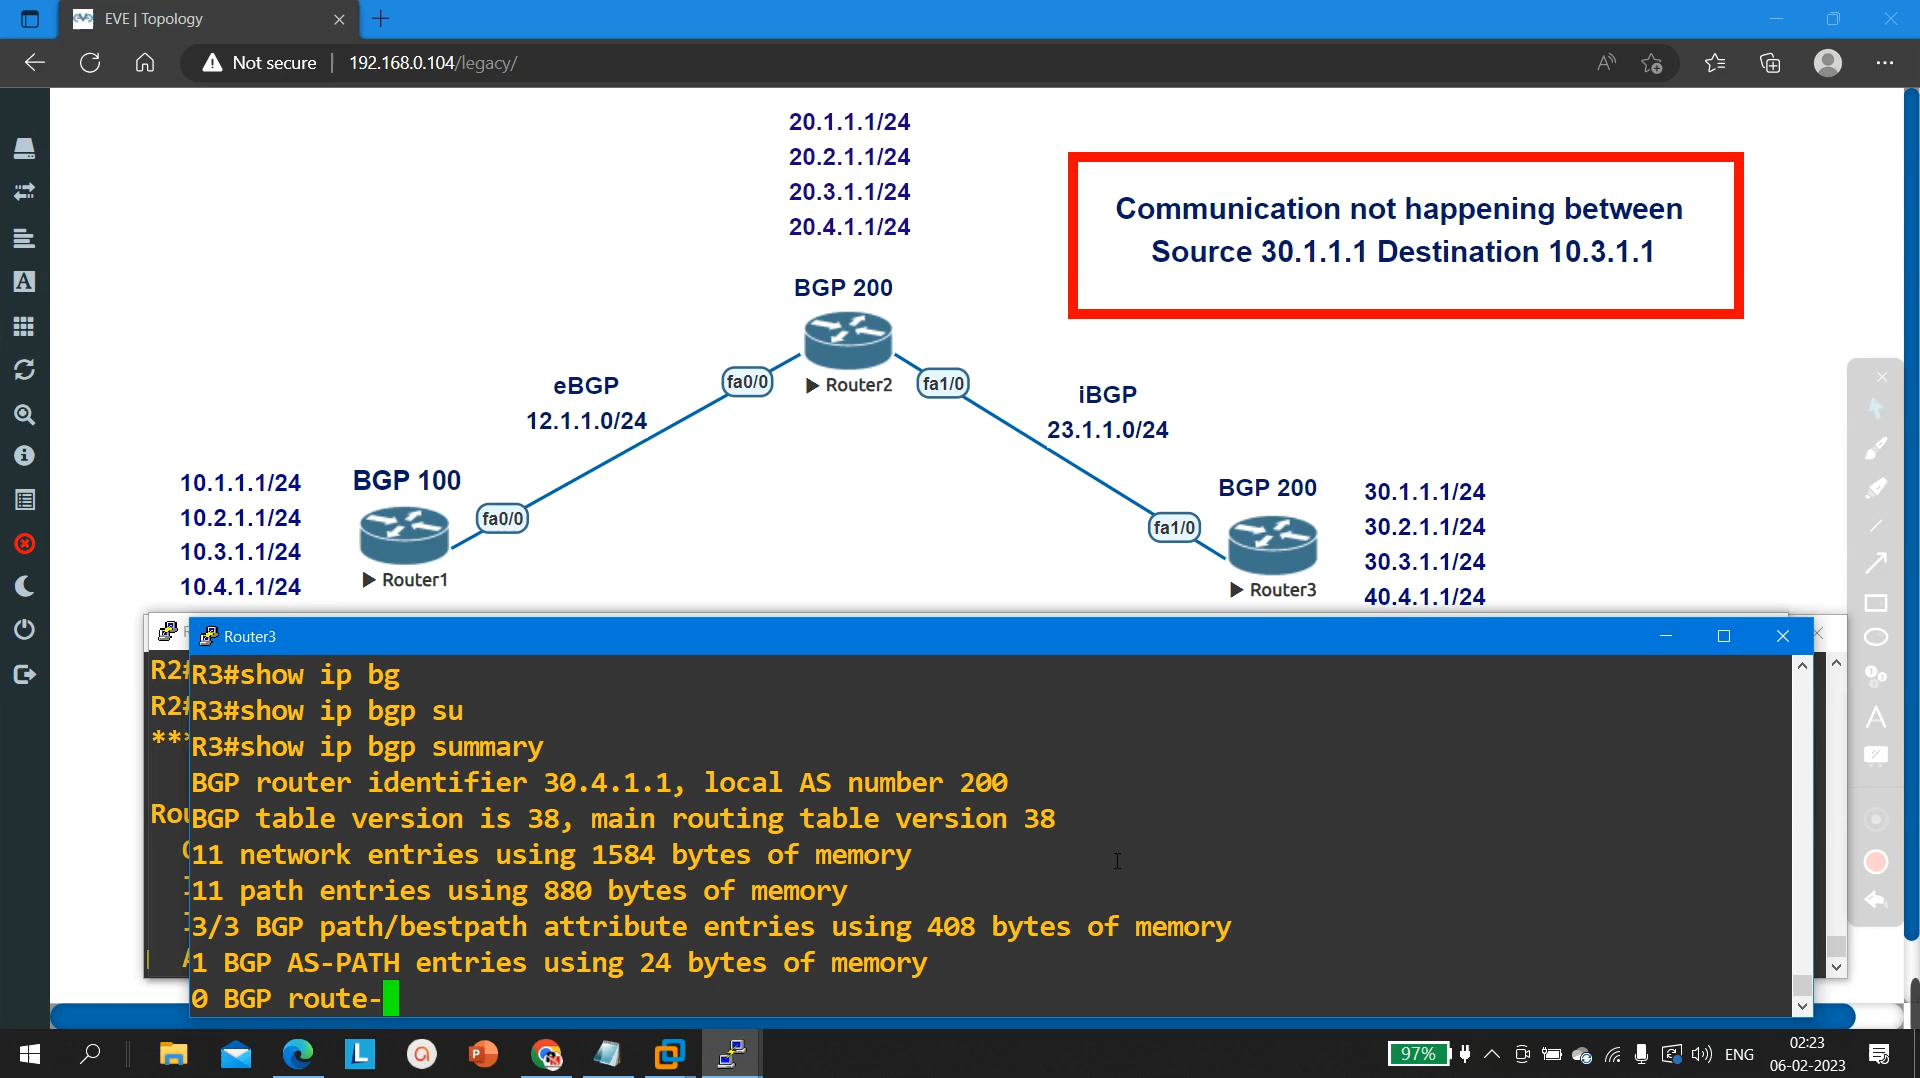 EVE | Topology
Not secure
192.168.0.104/legacy/
20.1.1.1/24
20.2.1.1/24
20.3.1.1/24
20.4.1.1/24
Communication not happening between
Source 30.1.1.1 Destination 10.3.1.1
BGP 200
fa0/0
Router2
fa1/0
eBGP
12.1.1.0/24
iBGP
23.1.1.0/24
10.1.1.1/24
10.2.1.1/24
10.3.1.1/24
10.4.1.1/24
BGP 100
fa0/0
Router1
BGP 200
fa1/0
Router3
30.1.1.1/24
30.2.1.1/24
30.3.1.1/24
40.4.1.1/24
Router3
R2#
R2#
***
Rou
R3#show ip bg
R3#show ip bgp su
R3#show ip bgp summary
BGP router identifier 30.4.1.1, local AS number 200
BGP table version is 38, main routing table version 38
11 network entries using 1584 bytes of memory
11 path entries using 880 bytes of memory
3/3 BGP path/bestpath attribute entries using 408 bytes of memory
1 BGP AS-PATH entries using 24 bytes of memory
0 BGP route-
97%
ENG
02:23
06-02-2023